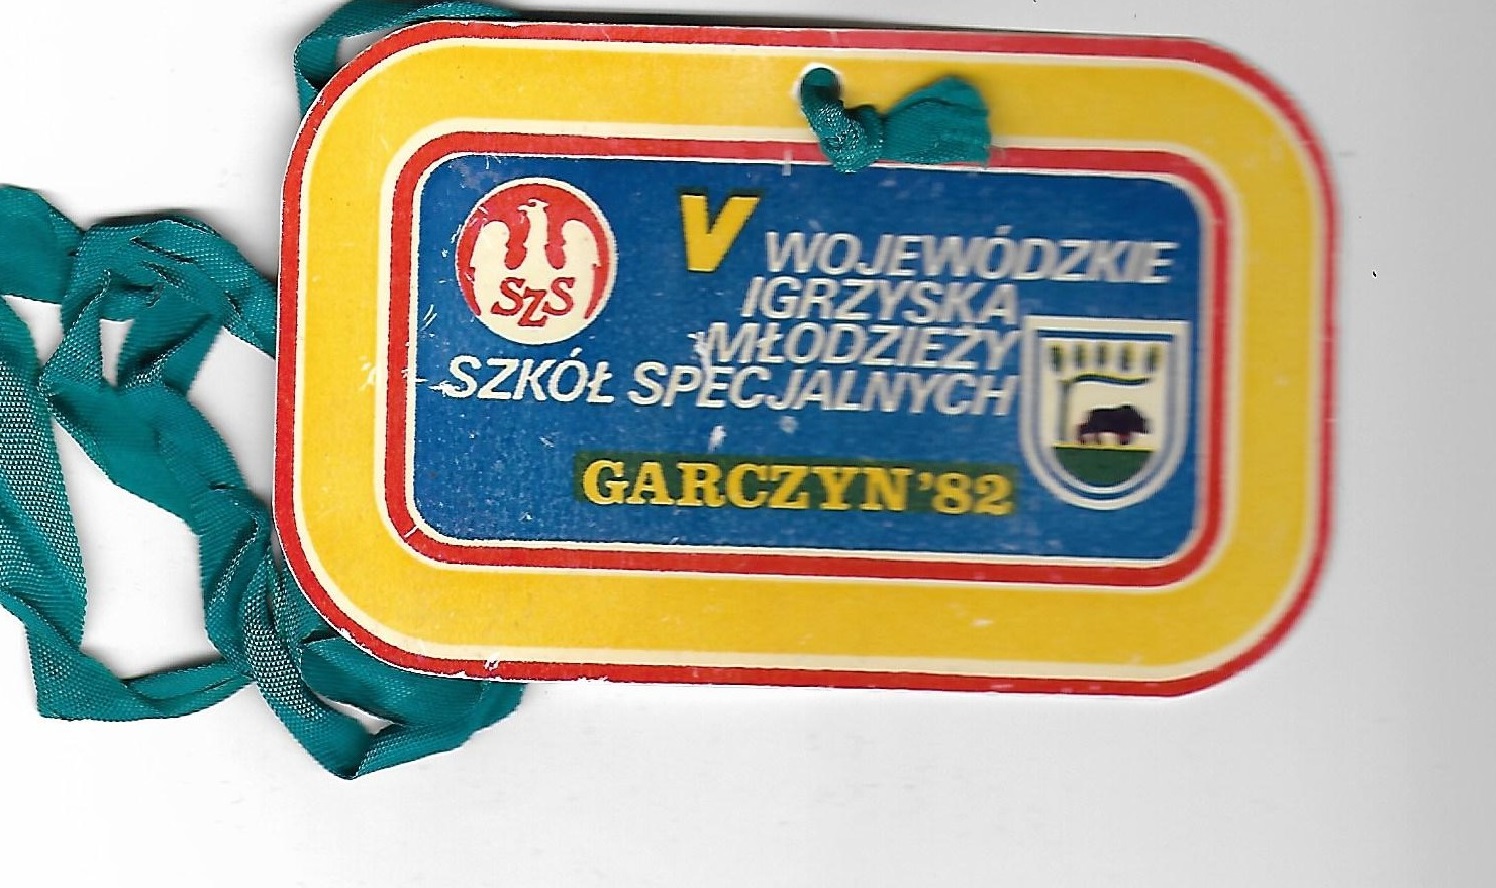 SZS
V WOJEWÓDZKIE
IGRZYSKA
MŁODZIEŻY
SZKÓŁ SPECJALNYCH
GARCZYN '82